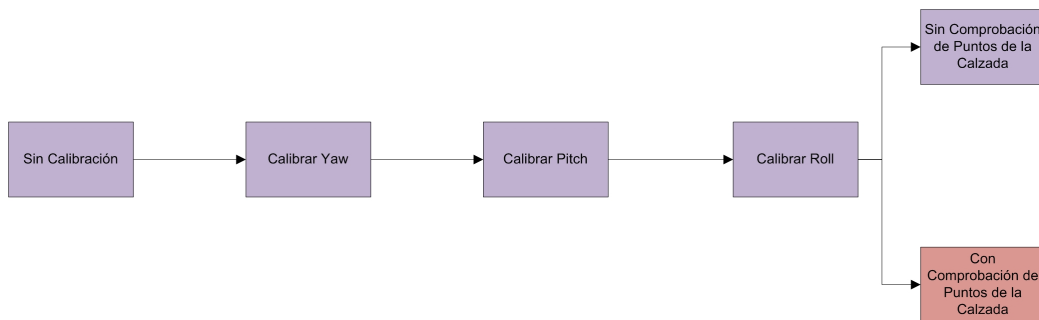 Sin Calibración
Calibrar Yaw
Calibrar Pitch
Calibrar Roll
Sin Comprobación
de Puntos de la
Calzada
Con
Comprobación de
Puntos de la
Calzada